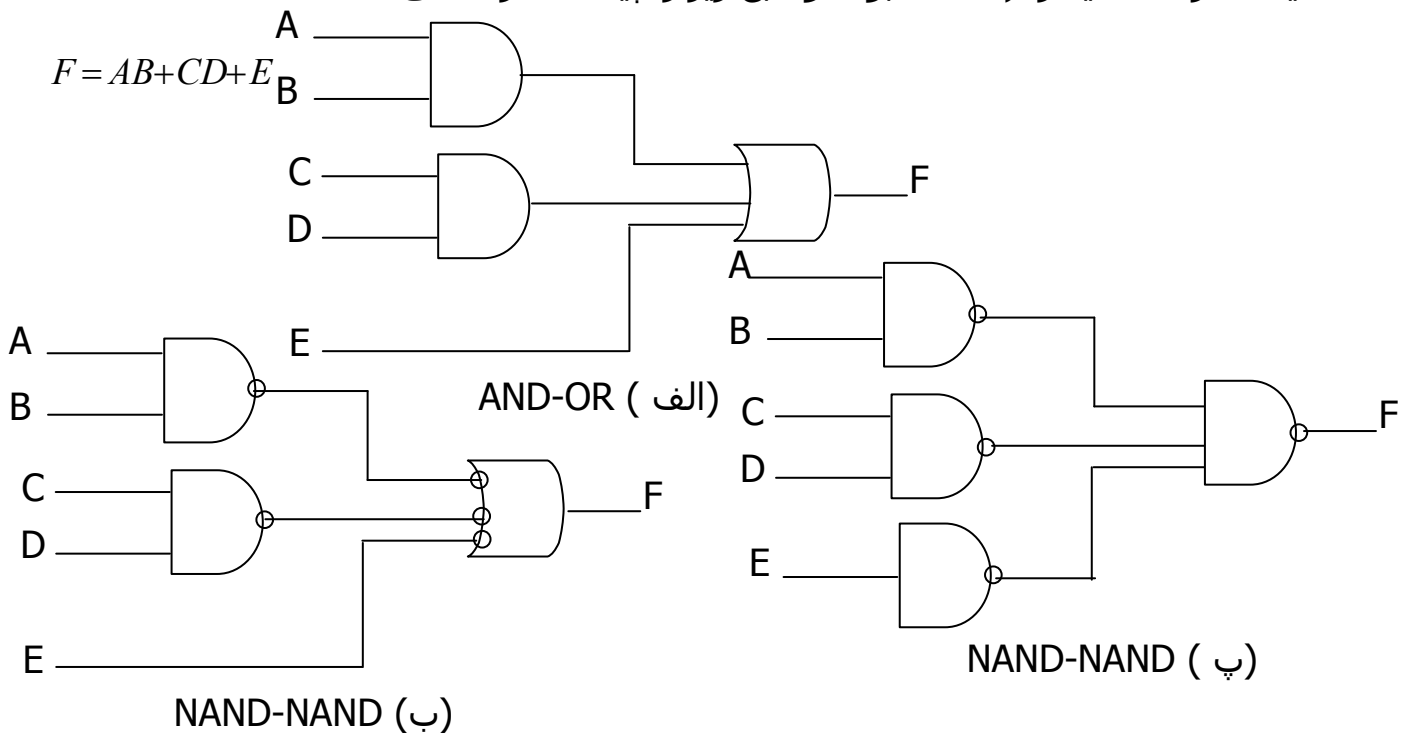 A
F = AB+CD+E
B
C
D
F
E
AND-OR ( الف)
A
B
C
D
E
F
NAND-NAND ( پ)
A
B
C
D
E
F
NAND-NAND (ب)